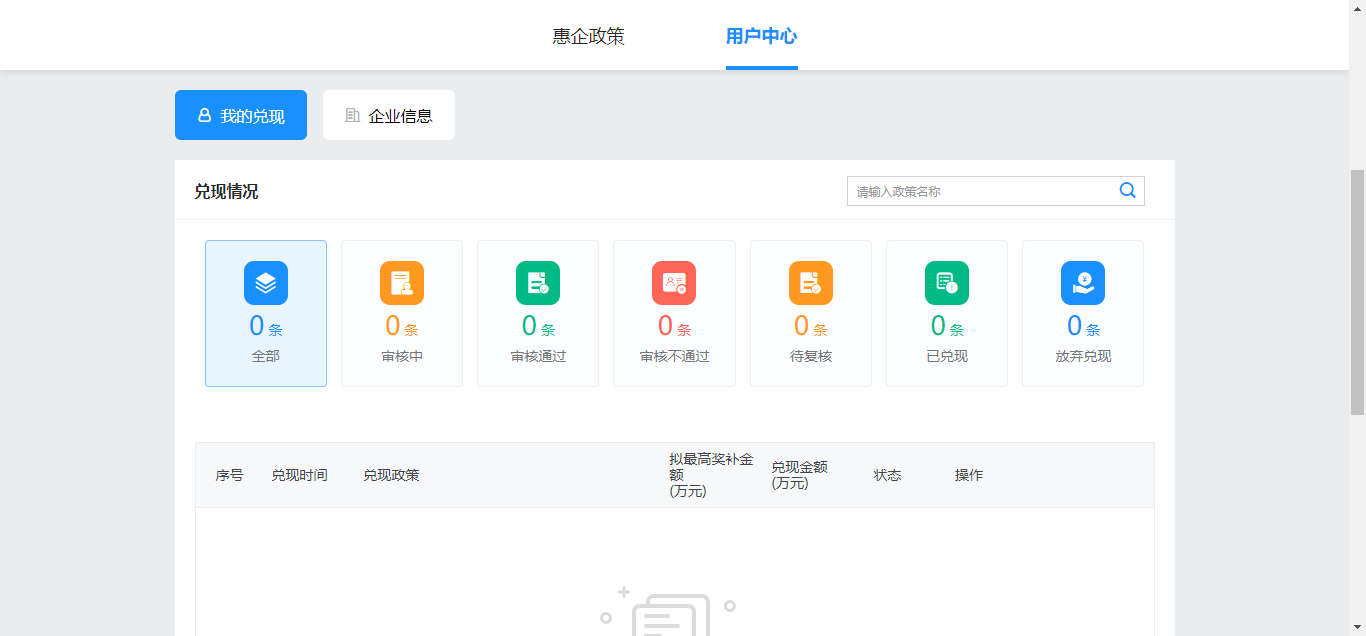 惠企政策
用户中心
我的兑现
企业信息
兑现情况
请输入政策名称
0 条
全部
0 条
审核中
0 条
审核通过
0 条
审核不通过
0 条
待复核
0 条
已兑现
0 条
放弃兑现
序号
兑现时间
兑现政策
拟最高奖补金
额
(万元)
兑现金额
(万元)
状态
操作